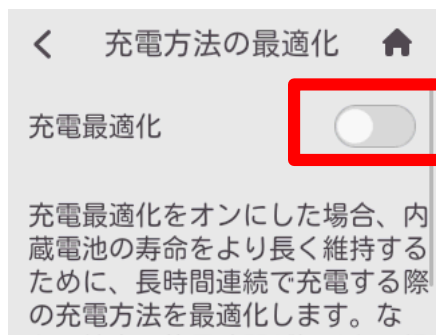 充電方法の最適化
充電最適化
充電最適化をオンにした場合、内
蔵電池の寿命をより長く維持する
ために、長時間連続で充電する際
の充電方法を最適化します。な